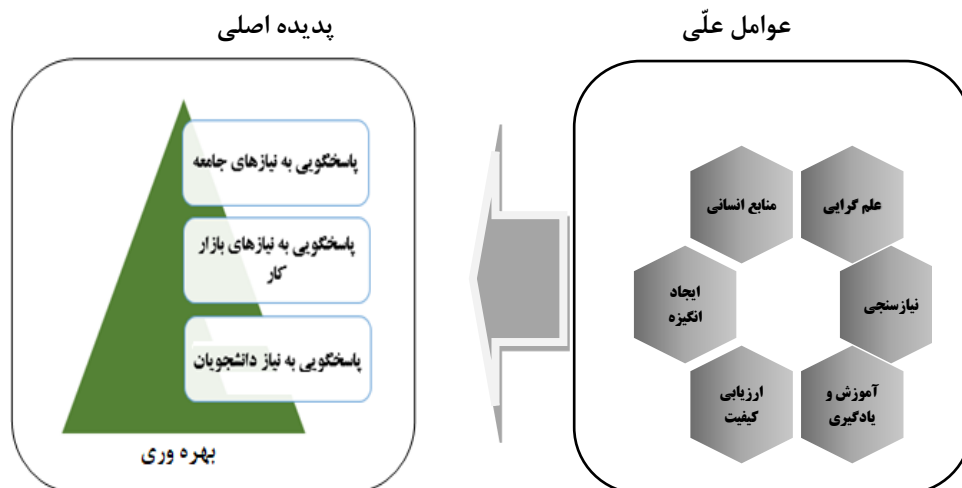 عوامل علّی
علم گرایی
منابع انسانی
نیازسنجی
ایجاد
انگیزه
آموزش و
یادگیری
ارزیابی
کیفیت
پدیده اصلی
پاسخگویی به نیازهای جامعه
پاسخگویی به نیازهای بازار
کار
پاسخگویی به نیاز دانشجویان
بهره وری